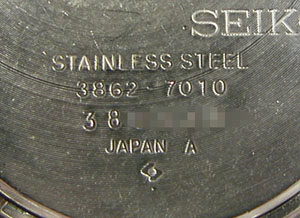 SEIK
STAINLESS STEEL
3862-7010
38
JAPAN A